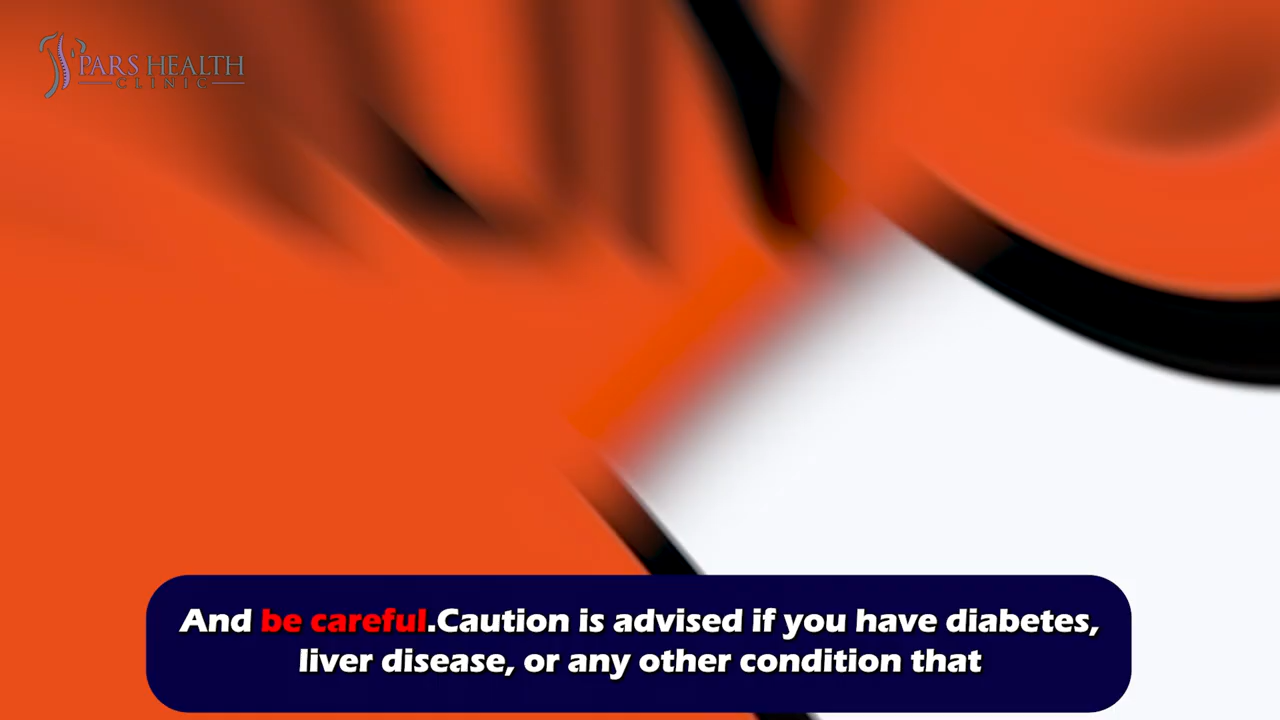 PARS HEALTH
CLINIC
And be careful.Caution is advised if you have diabetes,
liver disease, or any other condition that